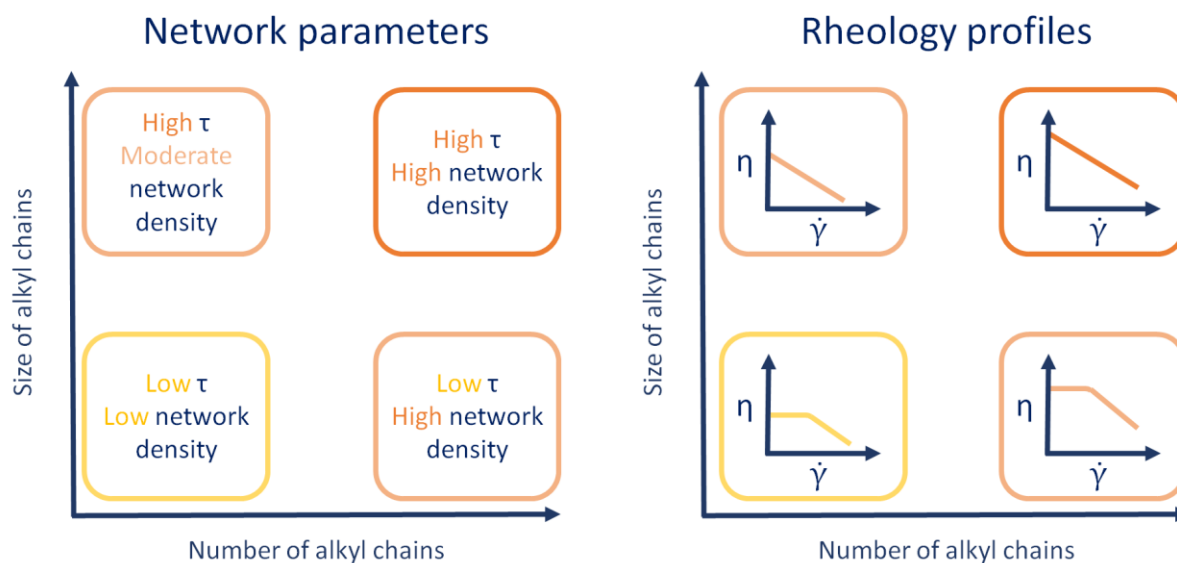 Network parameters
Size of alkyl chains
High τ
Moderate
network
density
High τ
High network
density
Low τ
Low network
density
Low τ
High network
density
Number of alkyl chains
Rheology profiles
Size of alkyl chains
η
γ̇
η
γ̇
η
γ̇
η
γ̇
Number of alkyl chains